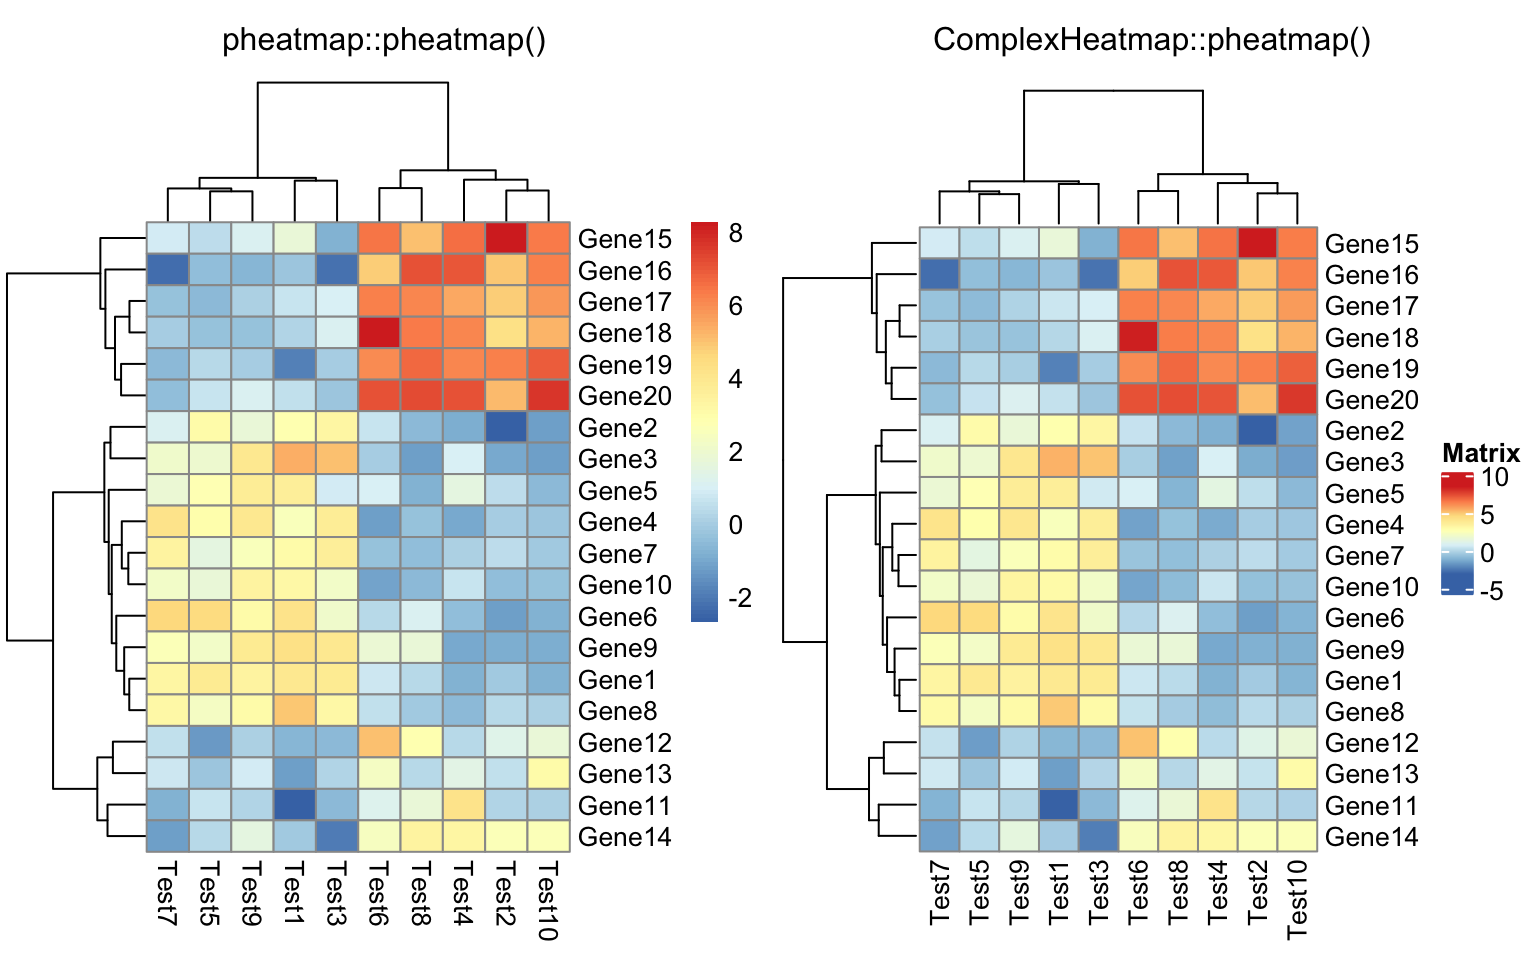 pheatmap::pheatmap()
8
6
4
2
0
-2
Gene15
Gene16
Gene17
Gene18
Gene19
Gene20
Gene2
Gene3
Gene5
Gene4
Gene7
Gene10
Gene6
Gene9
Gene1
Gene8
Gene12
Gene13
Gene11
Gene14
Test7
Test5
Test9
Test1
Test3
Test6
Test8
Test4
Test2
Test10
ComplexHeatmap::pheatmap()
Gene15
Gene16
Gene17
Gene18
Gene19
Gene20
Gene2
Gene3
Gene5
Gene4
Gene7
Gene10
Gene6
Gene9
Gene1
Gene8
Gene12
Gene13
Gene11
Gene14
Test7
Test5
Test9
Test1
Test3
Test6
Test8
Test4
Test2
Test10
Matrix
10
5
0
-5